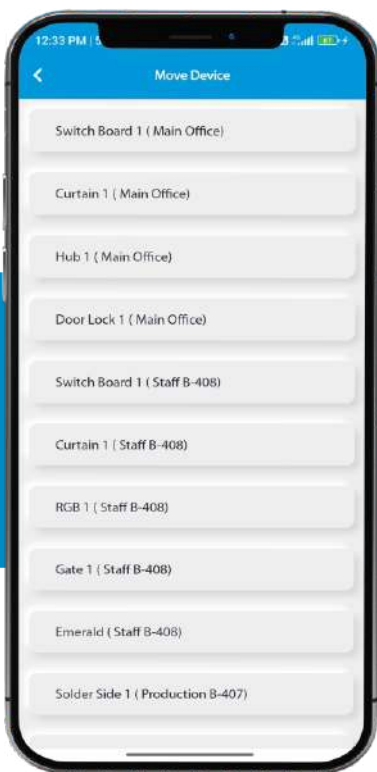 12:33 PM |
Move Device
Switch Board 1 ( Main Office)
Curtain 1 ( Main Office)
Hub 1 ( Main Office)
Door Lock 1 ( Main Office)
Switch Board 1 ( Staff B-408)
Curtain 1 ( Staff B-408)
RGB 1 ( Staff B-408)
Gate 1 ( Staff B-408)
Emerald ( Staff B-408)
Solder Side 1 ( Production B-407)